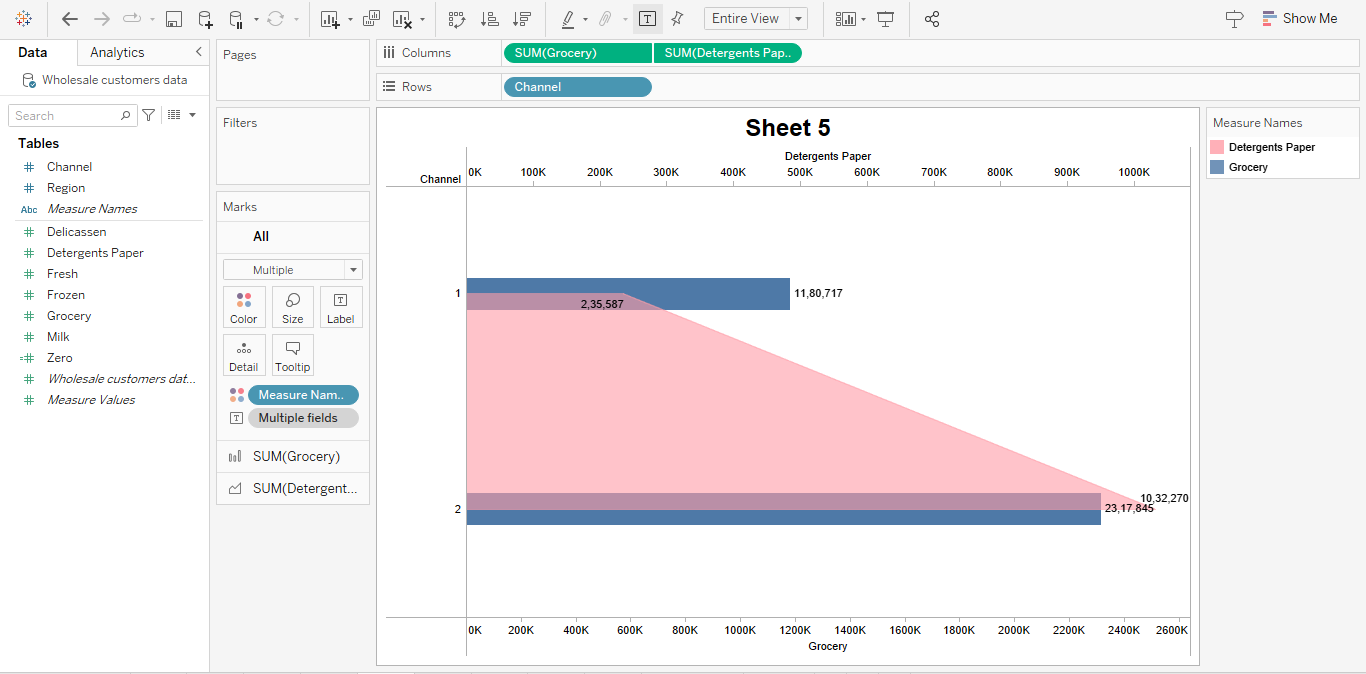 Entire View
Show Me
Data
Analytics
Wholesale customers data
Search
Tables
Channel
Region
Abc
Measure Names
Delicassen
Detergents Paper
Fresh
Frozen
Grocery
Milk
Zero
Wholesale customers dat...
Measure Values
Pages
Filters
Marks
All
Multiple
Color
Size
Label
Detail
Tooltip
Measure Nam..
Multiple fields
SUM(Grocery)
SUM(Detergent...
Columns
SUM(Grocery)
SUM(Detergents Pap..
Rows
Channel
Sheet 5
Detergents Paper
Channel
0K 100K 200K 300K 400K 500K 600K 700K 800K 900K 1000K
1
11,80,717
2,35,587
2
10,32,270
23,17,845
0K 200K 400K 600K 800K 1000K 1200K 1400K 1600K 1800K 2000K 2200K 2400K 2600K
Grocery
Measure Names
Detergents Paper
Grocery